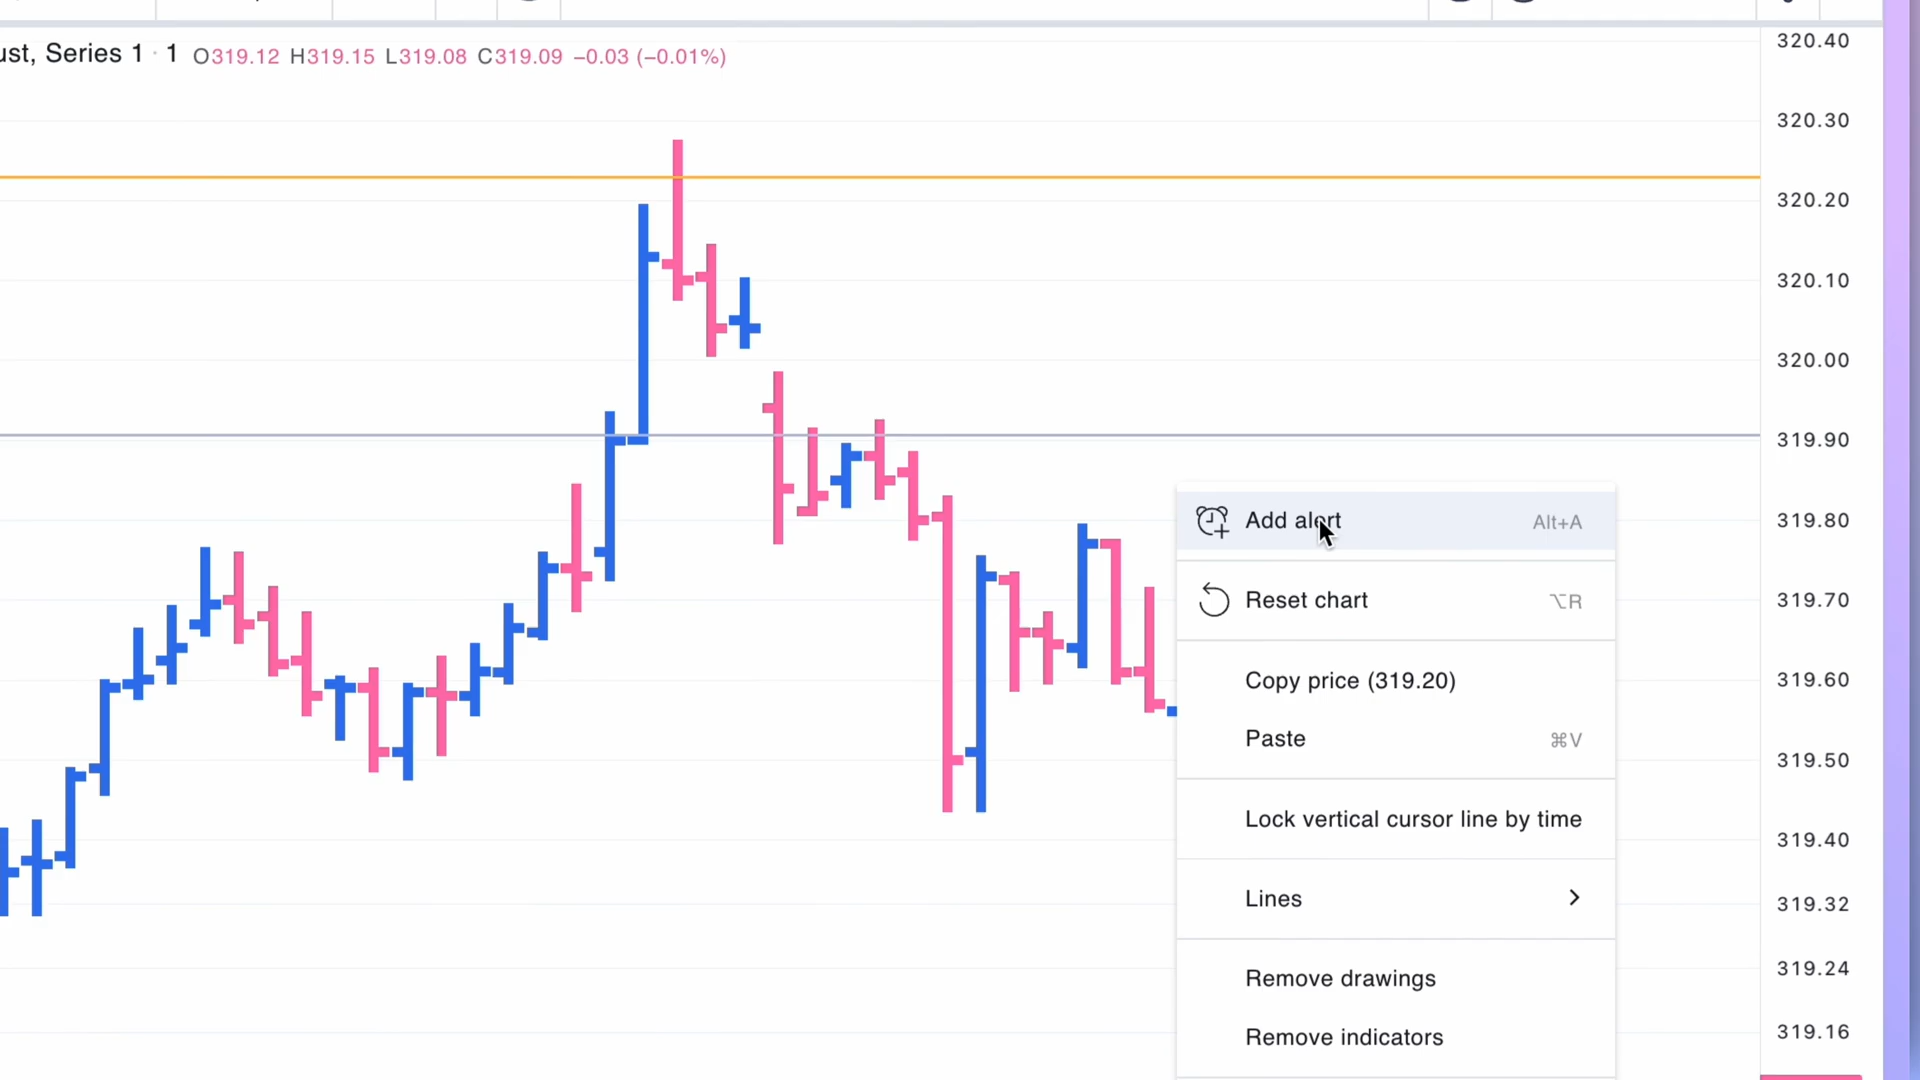 ust, Series 1 · 1 O319.12 H319.15 L319.08 C319.09 −0.03 (−0.01%)
320.40
320.30
320.20
320.10
320.00
319.90
319.80
319.70
319.60
319.50
319.40
319.32
319.24
319.16
Add alert Alt+A
Reset chart ⌥R
Copy price (319.20)
Paste ⌘V
Lock vertical cursor line by time
Lines
Remove drawings
Remove indicators